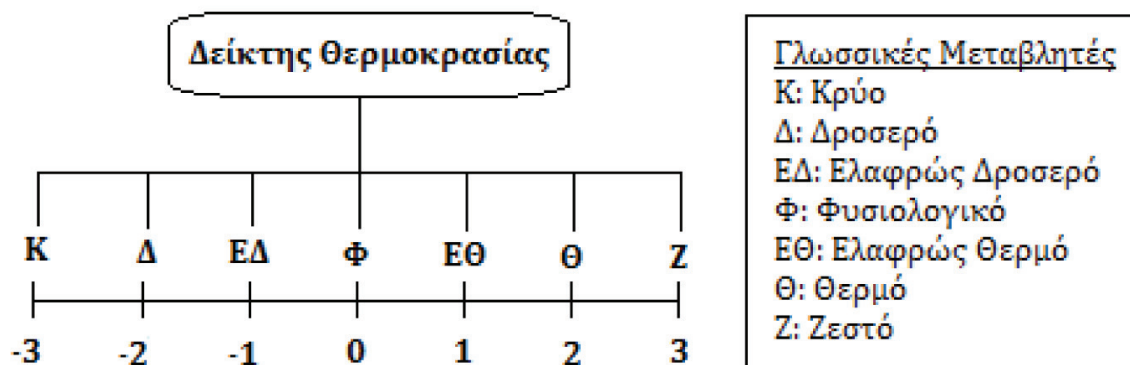 Δείκτης Θερμοκρασίας
Κ Δ ΕΔ Φ ΕΘ Θ Ζ
-3 -2 -1 0 1 2 3
Γλωσσικές Μεταβλητές
Κ: Κρύο
Δ: Δροσερό
ΕΔ: Ελαφρώς Δροσερό
Φ: Φυσιολογικό
ΕΘ: Ελαφρώς Θερμό
Θ: Θερμό
Ζ: Ζεστό